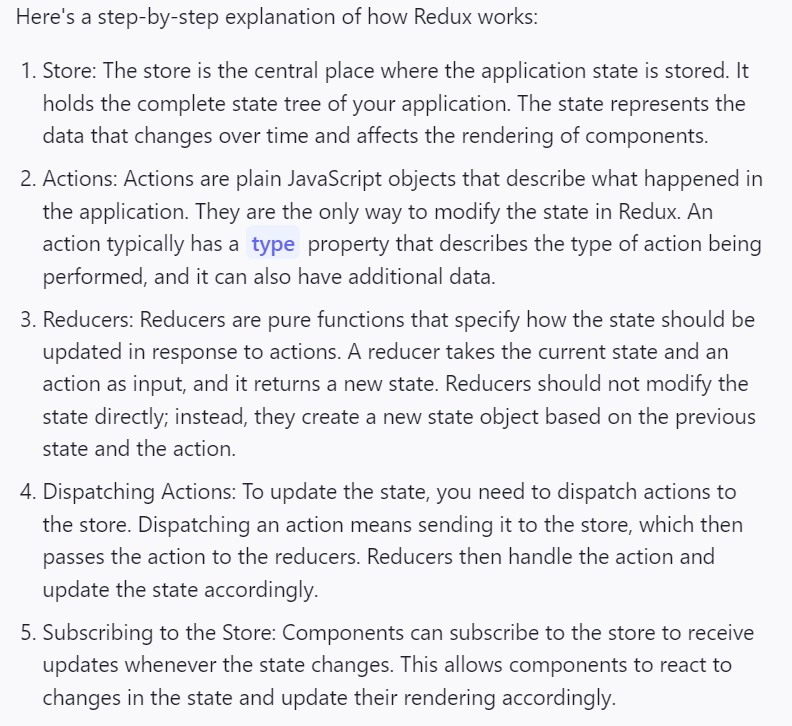 Here's a step-by-step explanation of how Redux works:
1. Store: The store is the central place where the application state is stored. It
holds the complete state tree of your application. The state represents the
data that changes over time and affects the rendering of components.
2. Actions: Actions are plain JavaScript objects that describe what happened in
the application. They are the only way to modify the state in Redux. An
action typically has a type property that describes the type of action being
performed, and it can also have additional data.
3. Reducers: Reducers are pure functions that specify how the state should be
updated in response to actions. A reducer takes the current state and an
action as input, and it returns a new state. Reducers should not modify the
state directly; instead, they create a new state object based on the previous
state and the action.
4. Dispatching Actions: To update the state, you need to dispatch actions to
the store. Dispatching an action means sending it to the store, which then
passes the action to the reducers. Reducers then handle the action and
update the state accordingly.
5. Subscribing to the Store: Components can subscribe to the store to receive
updates whenever the state changes. This allows components to react to
changes in the state and update their rendering accordingly.